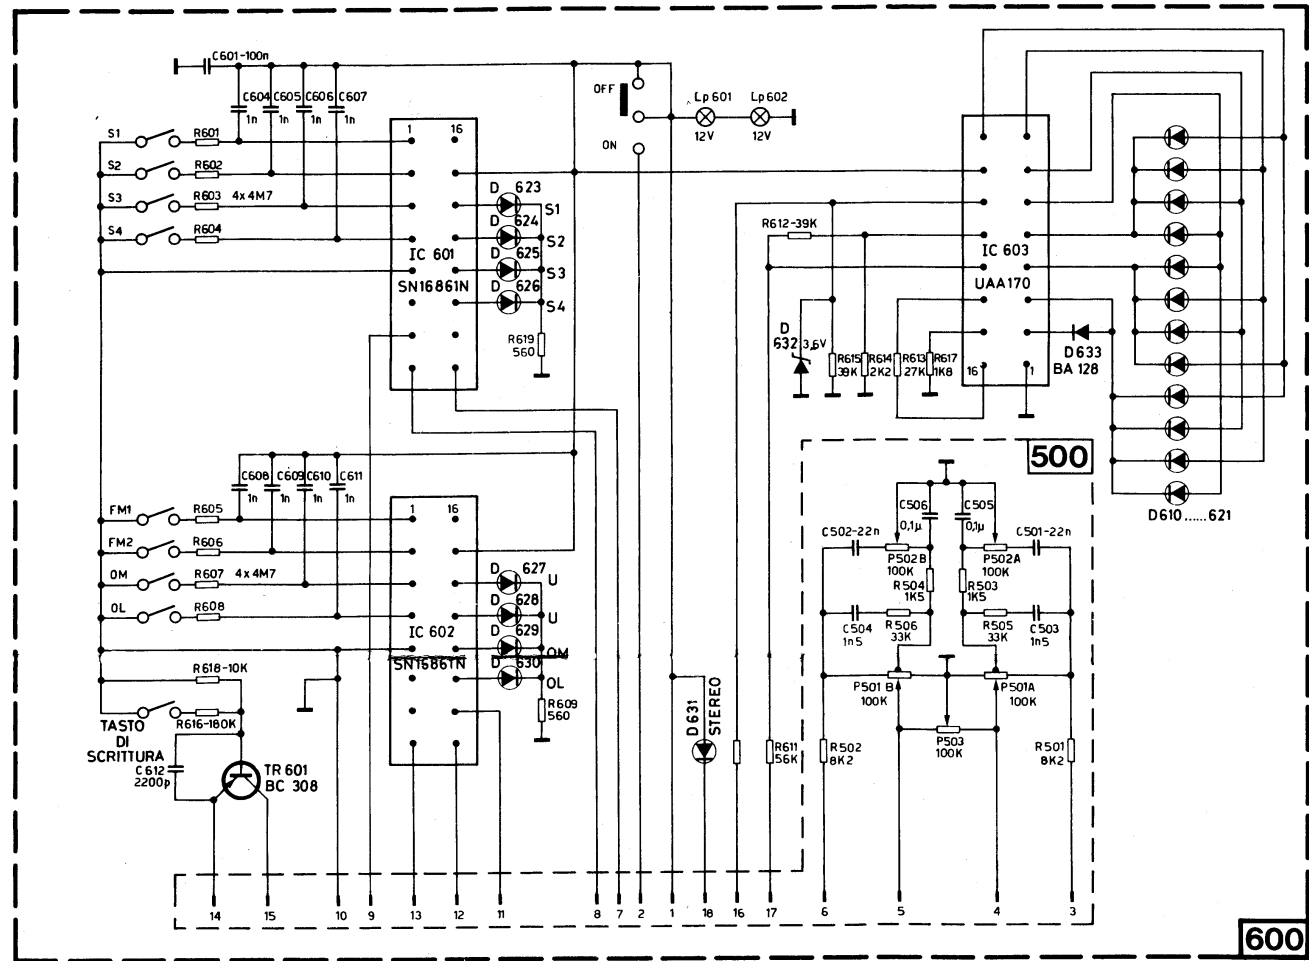 C601-100n
C604
C605
C606
C607
1n
1n
1n
1n
OFF
ON
Lp601
Lp602
12V
12V
S1
R601
S2
R602
S3
R603
4x4M7
S4
R604
1
16
IC 601
SN16861N
D 623
S1
D 624
S2
D 625
S3
D 626
S4
R619
560
R612-39K
IC 603
UAA170
16
1
D 632
3,6V
R615
39K
R614
2K2
R613
27K
R617
1K8
D633
BA 128
D610......621
500
C608
C609
C610
C611
1n
1n
1n
1n
FM1
R605
FM2
R606
OM
R607
4x4M7
OL
R608
1
16
IC 602
SN16861N
D 627
U
D 628
U
D 629
OM
D 630
OL
R609
560
R618-10K
R616-180K
TASTO
DI
SCRITTURA
C612
2200p
TR601
BC 308
D631
STEREO
R611
56K
C506
0,1µ
C505
0,1µ
C502-22n
C501-22n
P502B
100K
P502A
100K
R504
1K5
R503
1K5
C504
1n5
R506
33K
R505
33K
C503
1n5
P501B
100K
P501A
100K
P503
100K
R502
8K2
R501
8K2
14
15
10
9
13
12
11
8
7
2
1
18
16
17
6
5
4
3
600